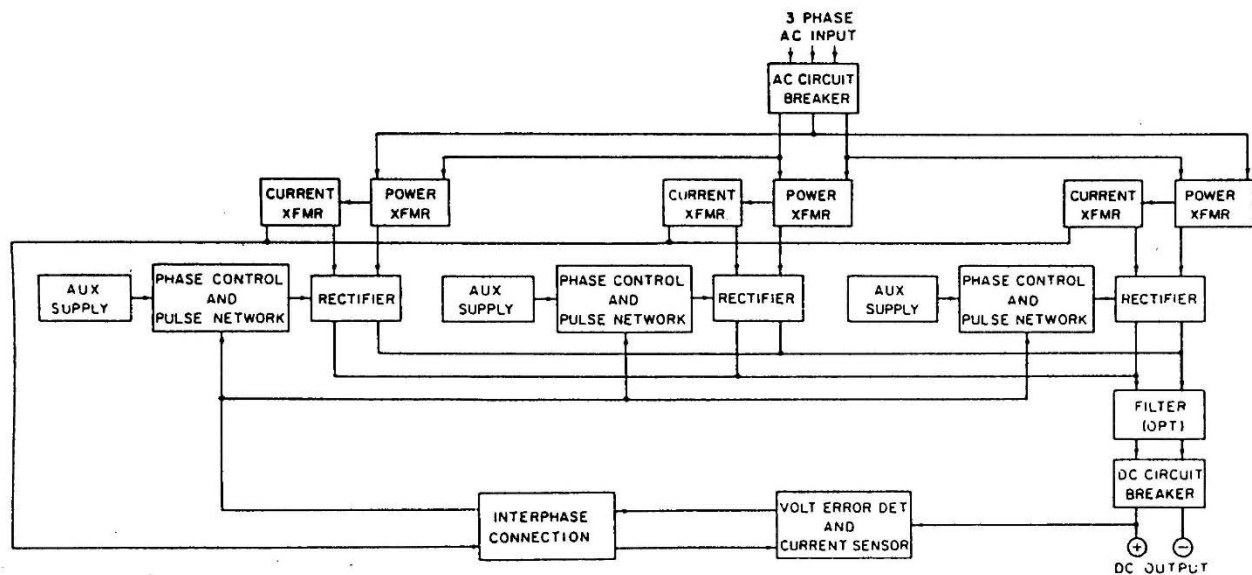 3 PHASE
AC INPUT
AC CIRCUIT
BREAKER
CURRENT
XFMR
POWER
XFMR
CURRENT
XFMR
POWER
XFMR
CURRENT
XFMR
POWER
XFMR
AUX
SUPPLY
PHASE CONTROL
AND
PULSE NETWORK
RECTIFIER
AUX
SUPPLY
PHASE CONTROL
AND
PULSE NETWORK
RECTIFIER
AUX
SUPPLY
PHASE CONTROL
AND
PULSE NETWORK
RECTIFIER
FILTER
(OPT)
DC CIRCUIT
BREAKER
INTERPHASE
CONNECTION
VOLT ERROR DET
AND
CURRENT SENSOR
+ −
DC OUTPUT